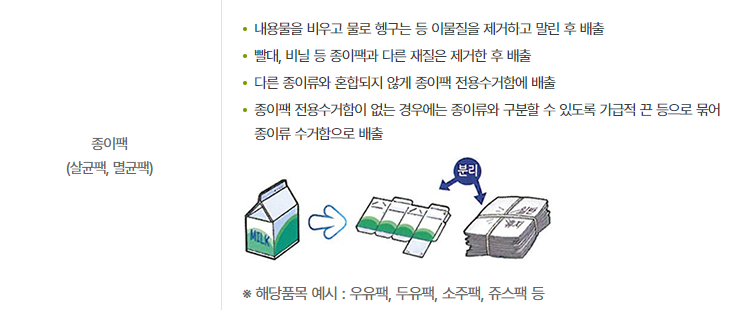 종이팩
(살균팩, 멸균팩)
• 내용물을 비우고 물로 헹구는 등 이물질을 제거하고 말린 후 배출
• 빨대, 비닐 등 종이팩과 다른 재질은 제거한 후 배출
• 다른 종이류와 혼합되지 않게 종이팩 전용수거함에 배출
• 종이팩 전용수거함이 없는 경우에는 종이류와 구분할 수 있도록 가급적 끈 등으로 묶어
종이류 수거함으로 배출
분리
MILK
※ 해당품목 예시 : 우유팩, 두유팩, 소주팩, 쥬스팩 등